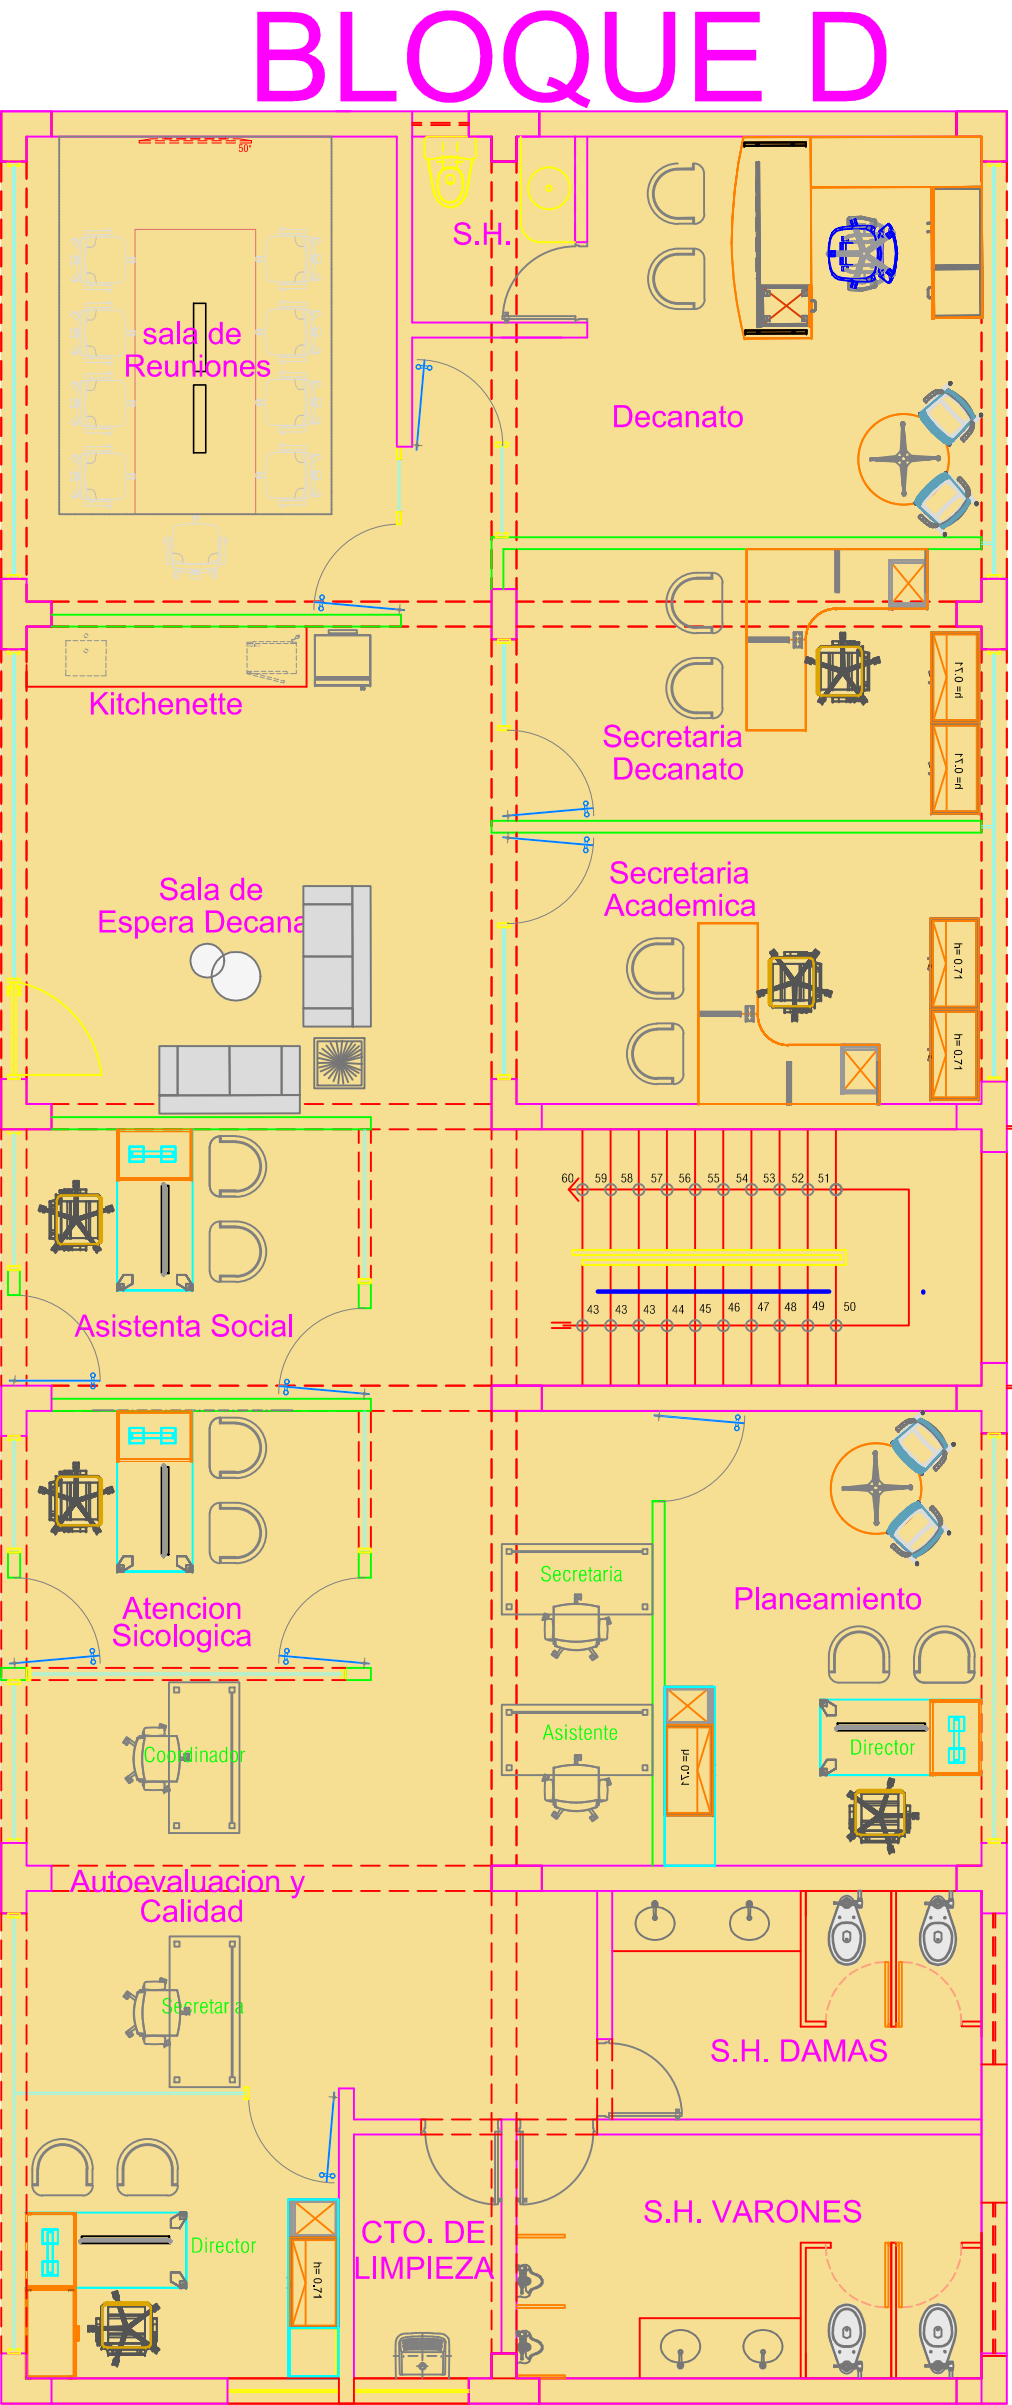 BLOQUE D
50"
S.H.
sala de
Reuniones
Decanato
Kitchenette
h= 0.71
Secretaria
Decanato
h= 0.71
Secretaria
Academica
Sala de
Espera Decana
h= 0.71
h= 0.71
60 59 58 57 56 55 54 53 52 51
43 43 43 44 45 46 47 48 49 50
Asistenta Social
Atencion
Sicologica
Secretaria
Planeamiento
Asistente
Coordinador
Director
h= 0.71
Autoevaluacion y
Calidad
Secretaria
S.H. DAMAS
S.H. VARONES
CTO. DE
LIMPIEZA
Director
h= 0.71